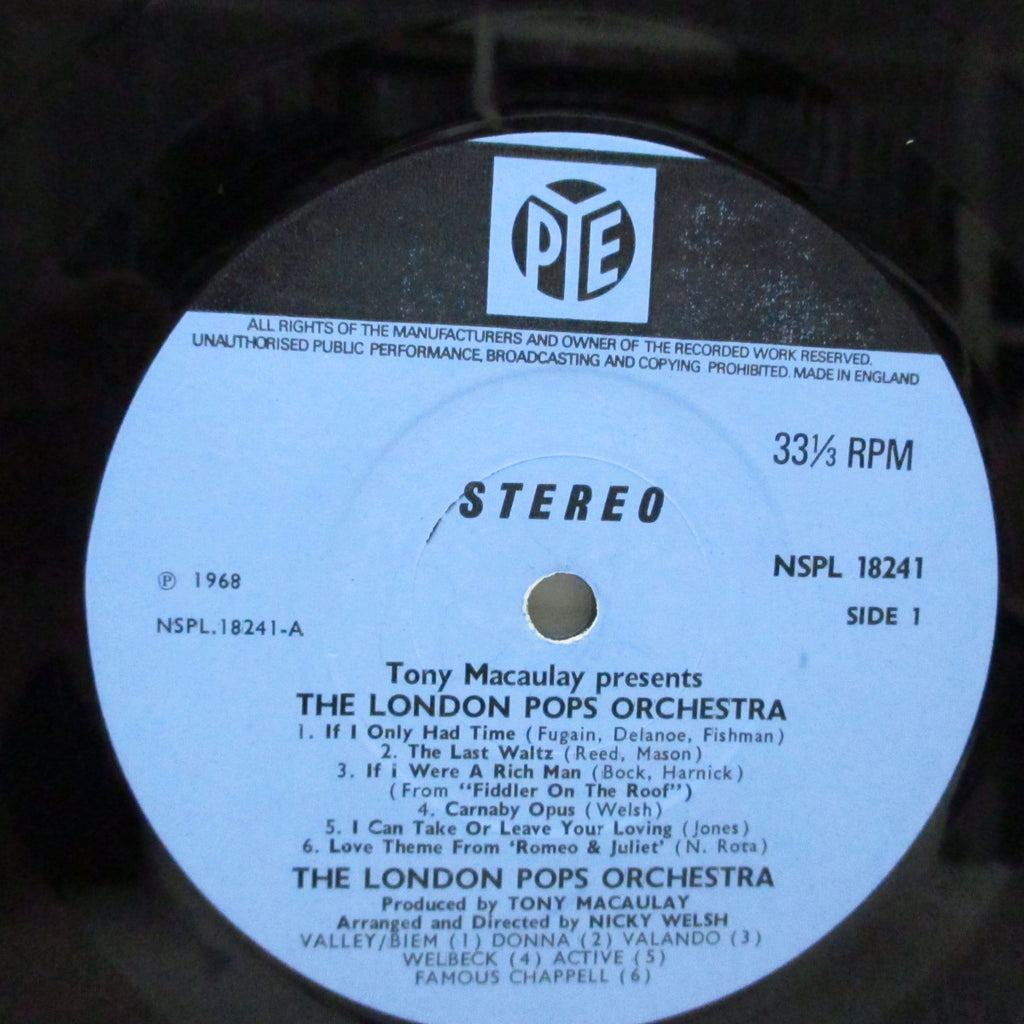 PYE
ALL RIGHTS OF THE MANUFACTURERS AND OWNER OF THE RECORDED WORK RESERVED.
UNAUTHORISED PUBLIC PERFORMANCE, BROADCASTING AND COPYING PROHIBITED. MADE IN ENGLAND
33⅓ RPM
STEREO
℗ 1968
NSPL 18241
NSPL.18241-A
SIDE 1
Tony Macaulay presents
THE LONDON POPS ORCHESTRA
1. If I Only Had Time (Fugain, Delanoe, Fishman)
2. The Last Waltz (Reed, Mason)
3. If i Were A Rich Man (Bock, Harnick)
(From "Fiddler On The Roof")
4. Carnaby Opus (Welsh)
5. I Can Take Or Leave Your Loving (Jones)
6. Love Theme From 'Romeo & Juliet' (N. Rota)
THE LONDON POPS ORCHESTRA
Produced by TONY MACAULAY
Arranged and Directed by NICKY WELSH
VALLEY/BIEM (1) DONNA (2) VALANDO (3)
WELBECK (4) ACTIVE (5)
FAMOUS CHAPPELL (6)